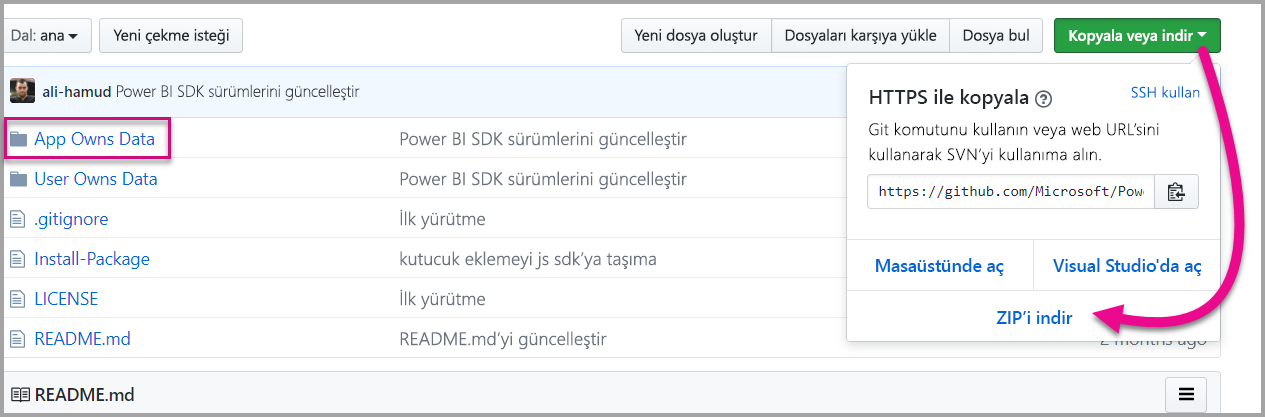 Dal: ana
Yeni çekme isteği
Yeni dosya oluştur
Dosyaları karşıya yükle
Dosya bul
Kopyala veya indir
ali-hamud Power BI SDK sürümlerini güncelleştir
HTTPS ile kopyala
SSH kullan
Git komutunu kullanın veya web URL’sini
kullanarak SVN’yi kullanıma alın.
https://github.com/Microsoft/Pow
Masaüstünde aç
Visual Studio'da aç
ZIP’i indir
App Owns Data Power BI SDK sürümlerini güncelleştir
User Owns Data Power BI SDK sürümlerini güncelleştir
.gitignore İlk yürütme
Install-Package kutucuk eklemeyi js sdk’ya taşıma
LICENSE İlk yürütme
README.md README.md’yi güncelleştir 2 months ago
README.md